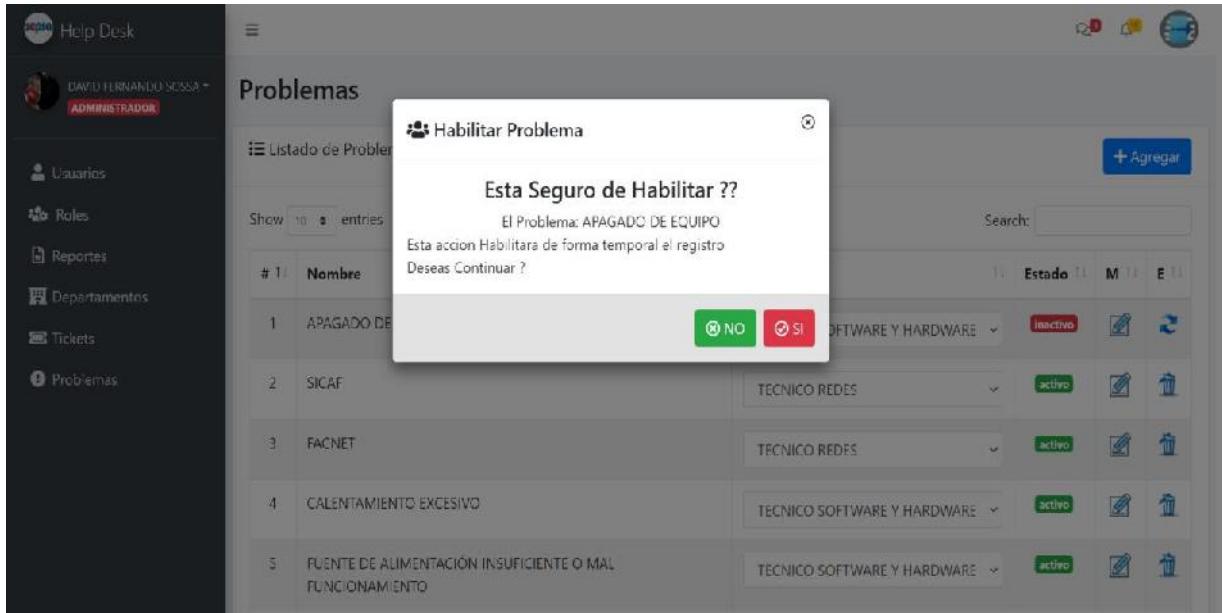 Help Desk
DAVID FERNANDO SOSSA
ADMINISTRADOR
Usuarios
Roles
Reportes
Departamentos
Tickets
Problemas
Problemas
Listado de Problem
Agregar
Show 10 entries
Search:
# Nombre Estado M E
1 APAGADO DE OFTWARE Y HARDWARE inactivo
2 SICAF TECNICO REDES activo
3 FACNET TECNICO REDES activo
4 CALENTAMIENTO EXCESIVO TECNICO SOFTWARE Y HARDWARE activo
5 FUENTE DE ALIMENTACIÓN INSUFICIENTE O MAL
FUNCIONAMIENTO TECNICO SOFTWARE Y HARDWARE activo
Habilitar Problema
Esta Seguro de Habilitar ??
El Problema: APAGADO DE EQUIPO
Esta accion Habilitara de forma temporal el registro
Deseas Continuar ?
NO SI